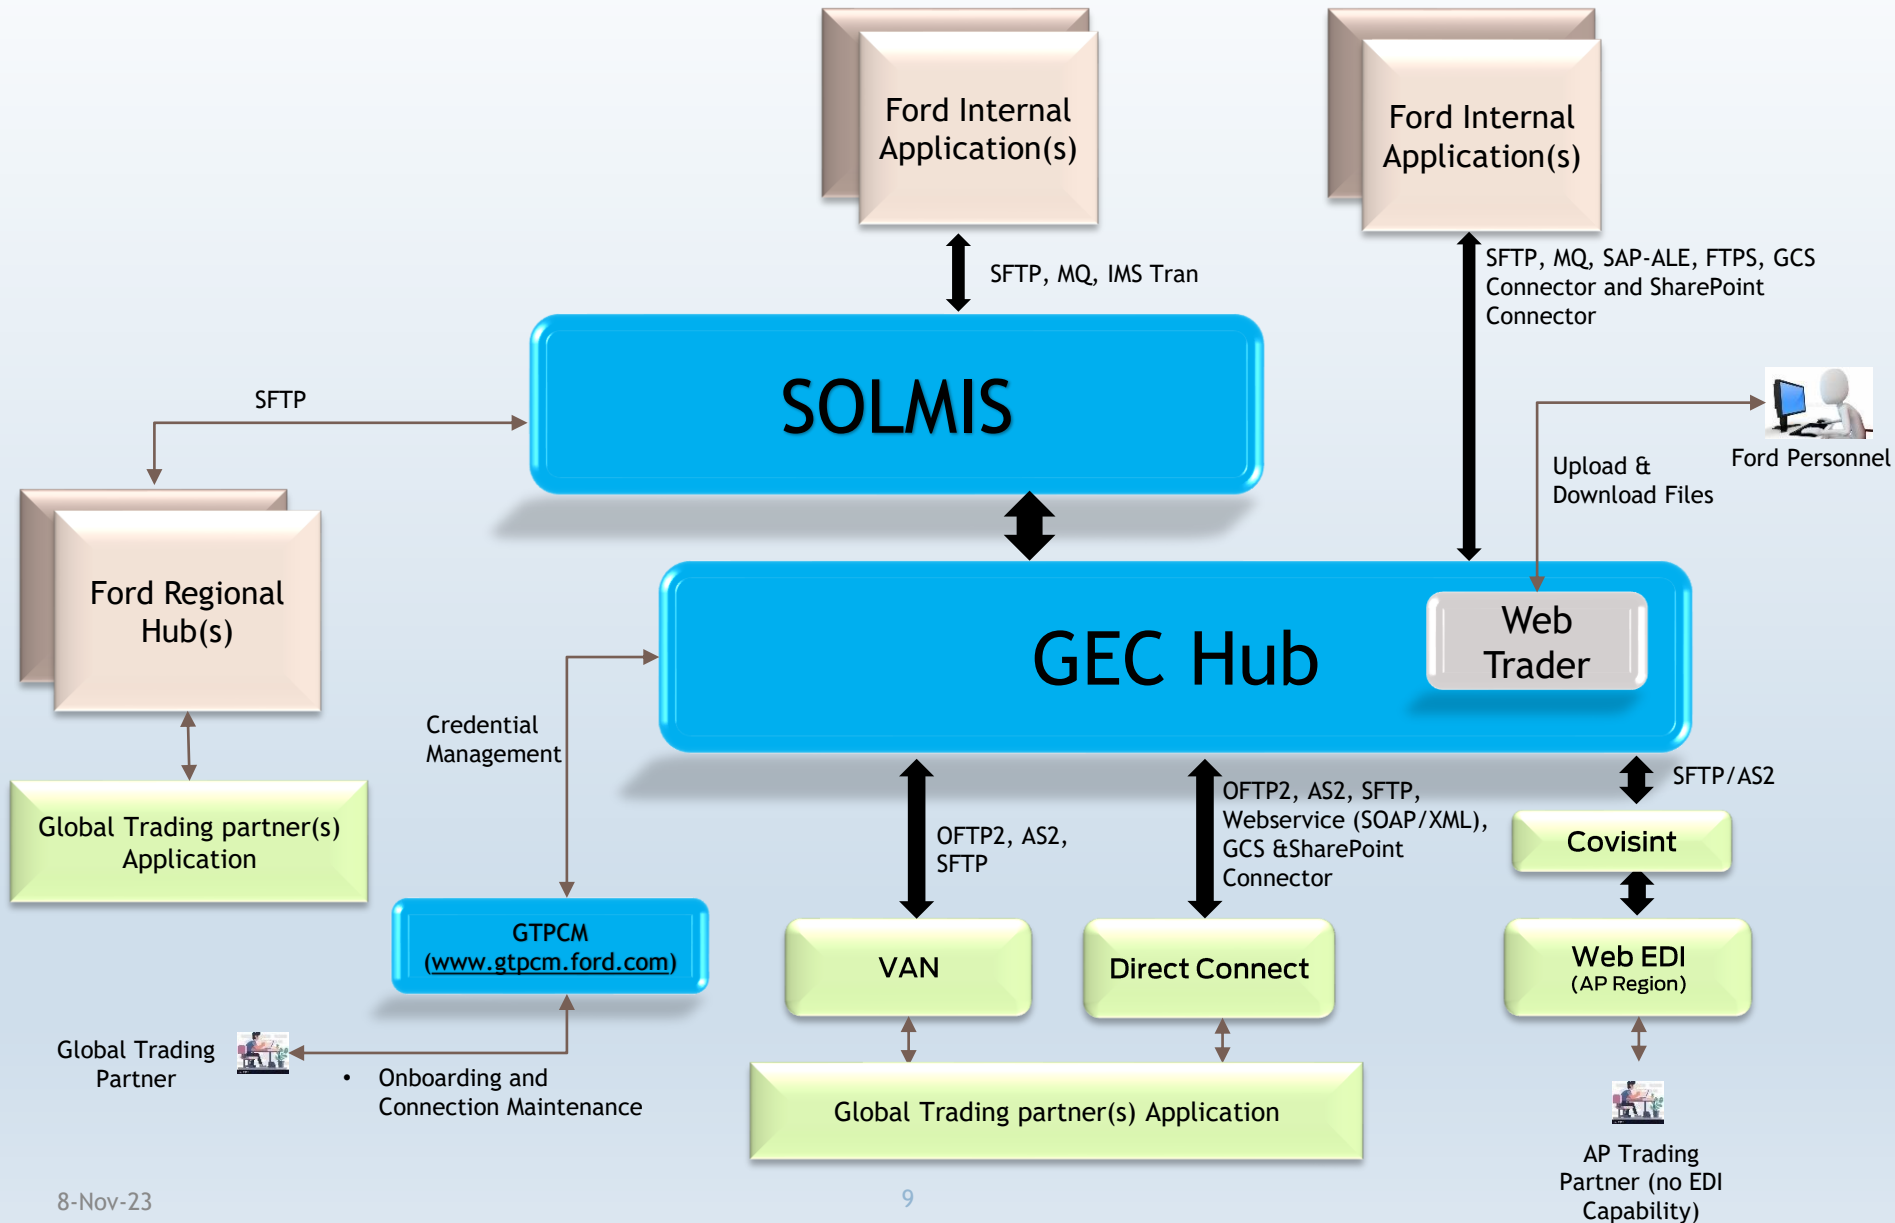 Ford Internal
Application(s)
Ford Internal
Application(s)
SFTP, MQ, IMS Tran
SFTP, MQ, SAP-ALE, FTPS, GCS
Connector and SharePoint
Connector
SOLMIS
SFTP
Upload &
Download Files
Ford Personnel
Ford Regional
Hub(s)
GEC Hub
Web
Trader
Credential
Management
SFTP/AS2
OFTP2, AS2, SFTP,
Webservice (SOAP/XML),
GCS &SharePoint
Connector
OFTP2, AS2,
SFTP
Global Trading partner(s)
Application
Covisint
GTPCM
(www.gtpcm.ford.com)
VAN
Direct Connect
Web EDI
(AP Region)
Global Trading
Partner
• Onboarding and
Connection Maintenance
Global Trading partner(s) Application
AP Trading
Partner (no EDI
Capability)
8-Nov-23
9